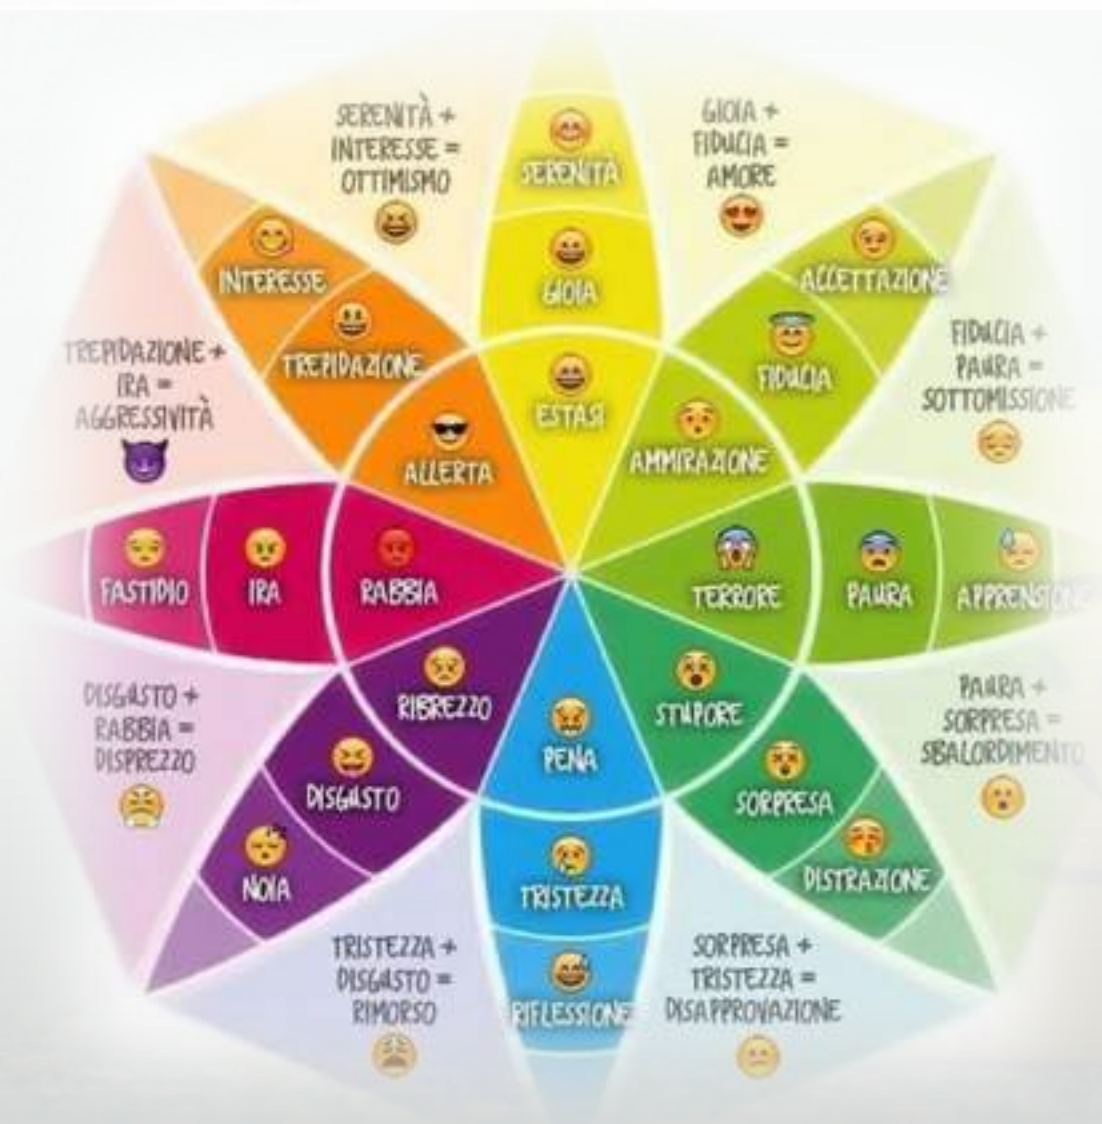 SERENITÀ +
INTERESSE =
OTTIMISMO
SERENITÀ
GIOIA +
FIDUCIA =
AMORE
INTERESSE
GIOIA
ACCETTAZIONE
TREPIDAZIONE +
IRA =
AGGRESSIVITÀ
TREPIDAZIONE
ESTASI
FIDUCIA
FIDUCIA +
PAURA =
SOTTOMISSIONE
ALLERTA
AMMIRAZIONE
FASTIDIO
IRA
RABBIA
TERRORE
PAURA
APPRENSIONE
DISGUSTO +
RABBIA =
DISPREZZO
RIBREZZO
PENA
STUPORE
PAURA +
SORPRESA =
SBALORDIMENTO
DISGUSTO
SORPRESA
NOIA
TRISTEZZA
DISTRAZIONE
TRISTEZZA +
DISGUSTO =
RIMORSO
RIFLESSIONE
SORPRESA +
TRISTEZZA =
DISAPPROVAZIONE